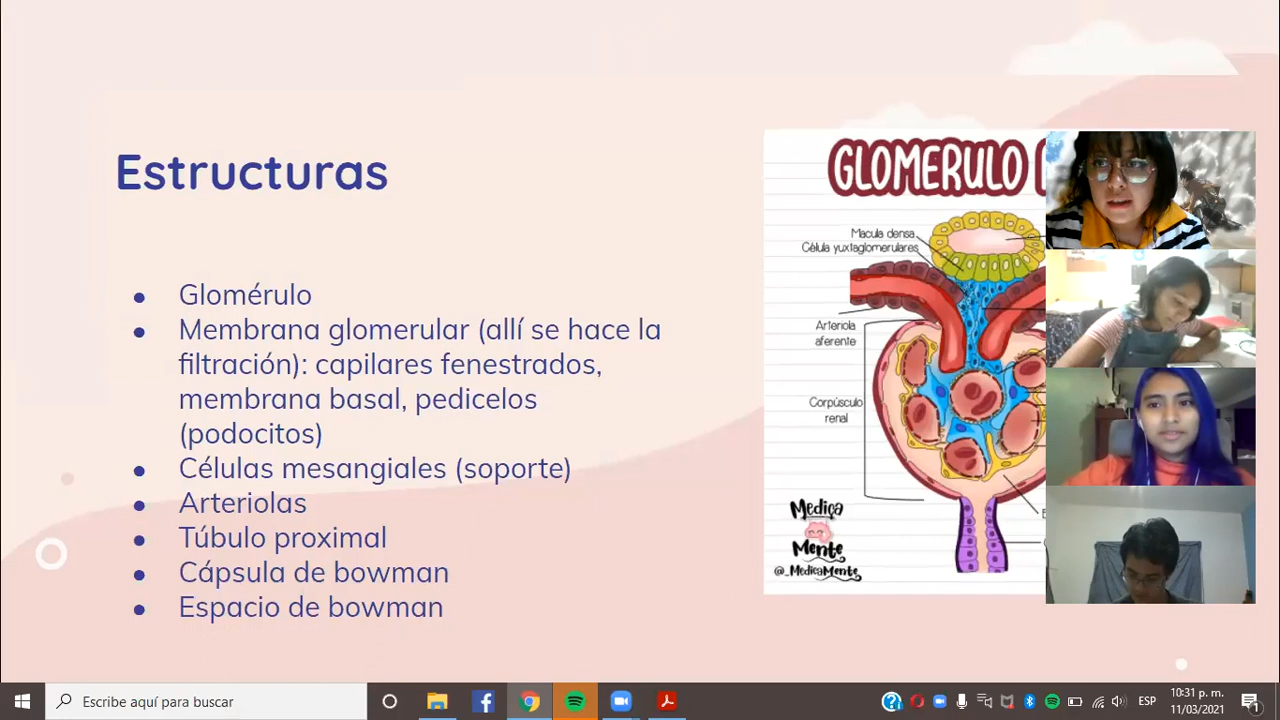 Estructuras
● Glomérulo
● Membrana glomerular (allí se hace la
filtración): capilares fenestrados,
membrana basal, pedicelos
(podocitos)
● Células mesangiales (soporte)
● Arteriolas
● Túbulo proximal
● Cápsula de bowman
● Espacio de bowman
GLOMERULO
Macula densa
Célula yuxtaglomerulares
Arteriola
aferente
Corpúsculo
renal
Medica
Mente
@_MedicaMente_
Escribe aquí para buscar
ESP
10:31 p. m.
11/03/2021